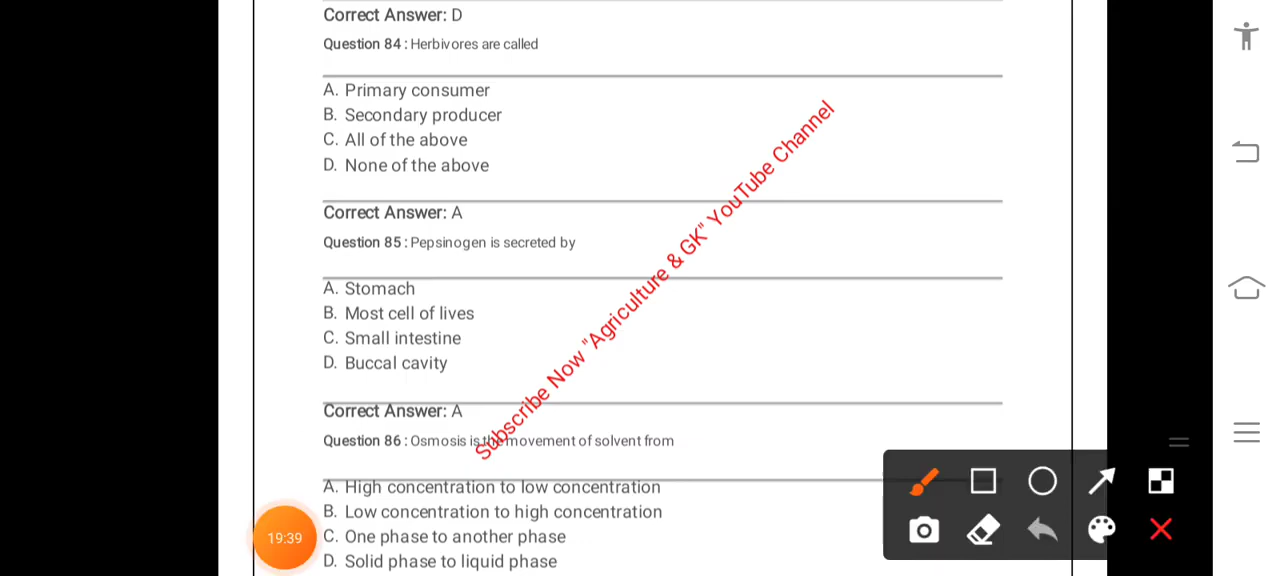 Correct Answer: D
Question 84 : Herbivores are called
A. Primary consumer
B. Secondary producer
C. All of the above
D. None of the above
Correct Answer: A
Question 85 : Pepsinogen is secreted by
A. Stomach
B. Most cell of lives
C. Small intestine
D. Buccal cavity
Correct Answer: A
Question 86 : Osmosis is the movement of solvent from
A. High concentration to low concentration
B. Low concentration to high concentration
C. One phase to another phase
D. Solid phase to liquid phase
Subscribe Now "Agriculture & GK" YouTube Channel
19:39